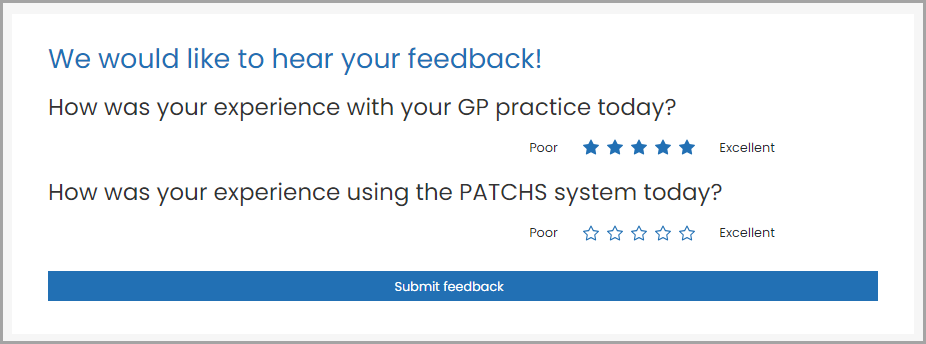 We would like to hear your feedback!
How was your experience with your GP practice today?
Poor Excellent
How was your experience using the PATCHS system today?
Poor Excellent
Submit feedback